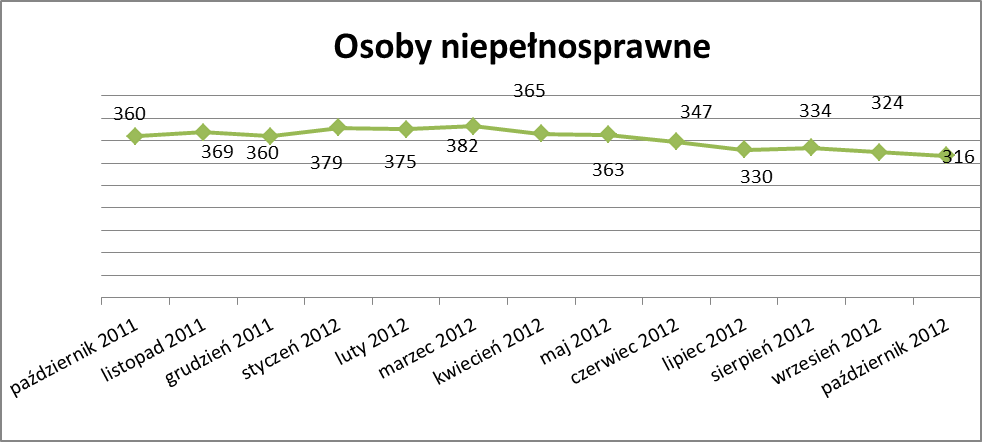 Osoby niepełnosprawne
360
369
360
379
375
382
365
363
347
330
334
324
316
październik 2011
listopad 2011
grudzień 2011
styczeń 2012
luty 2012
marzec 2012
kwiecień 2012
maj 2012
czerwiec 2012
lipiec 2012
sierpień 2012
wrzesień 2012
październik 2012